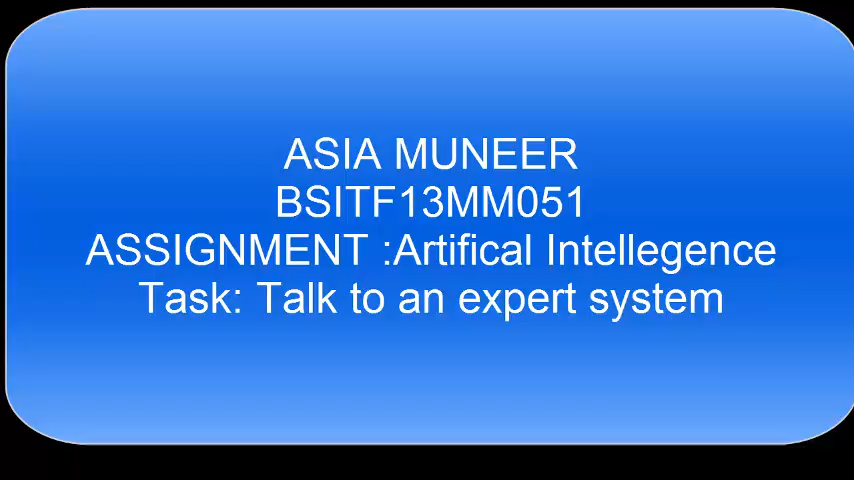 ASIA MUNEER
BSITF13MM051
ASSIGNMENT :Artifical Intellegence
Task: Talk to an expert system